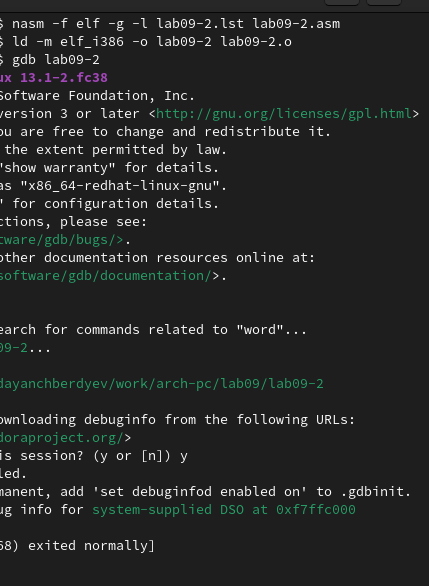 $ nasm -f elf -g -l lab09-2.lst lab09-2.asm
$ ld -m elf_i386 -o lab09-2 lab09-2.o
$ gdb lab09-2
ux 13.1-2.fc38
Software Foundation, Inc.
version 3 or later <http://gnu.org/licenses/gpl.html>
ou are free to change and redistribute it.
 the extent permitted by law.
"show warranty" for details.
as "x86_64-redhat-linux-gnu".
" for configuration details.
ctions, please see:
tware/gdb/bugs/>.
other documentation resources online at:
software/gdb/documentation/>.
earch for commands related to "word"...
09-2...
dayanchberdyev/work/arch-pc/lab09/lab09-2
ownloading debuginfo from the following URLs:
doraproject.org/>
is session? (y or [n]) y
led.
manent, add 'set debuginfod enabled on' to .gdbinit.
ug info for system-supplied DSO at 0xf7ffc000
68) exited normally]